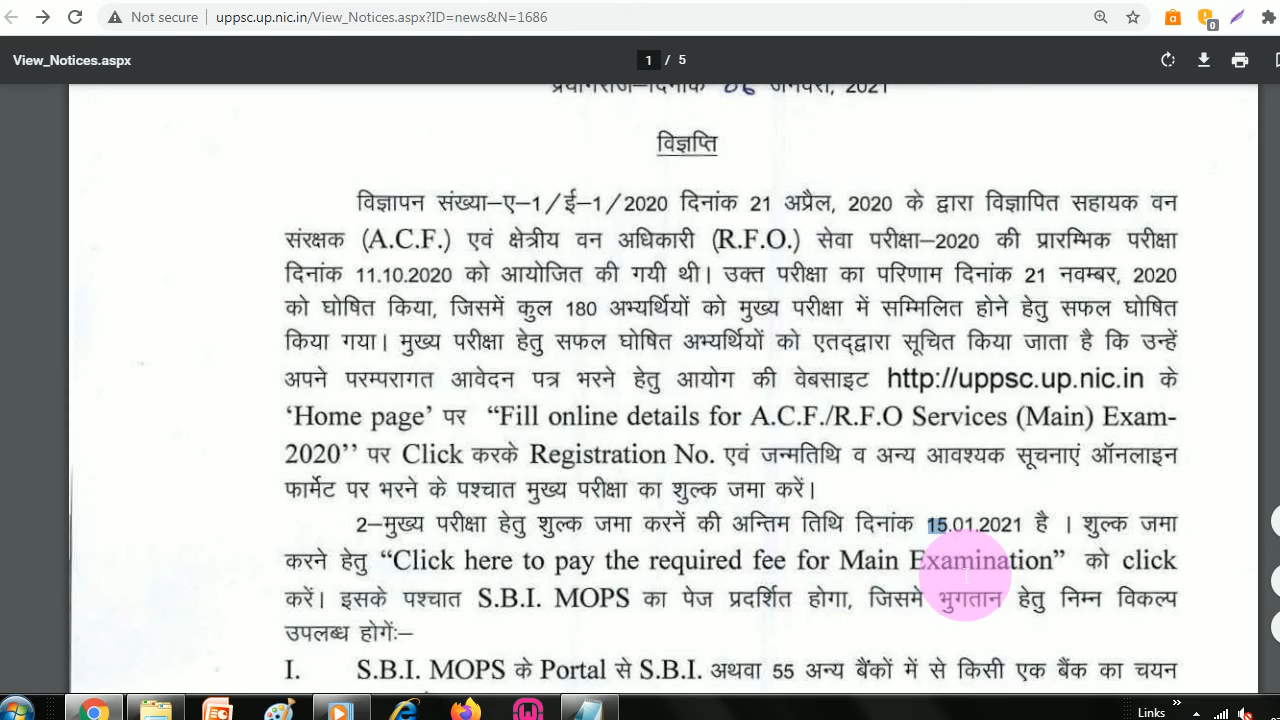 Not secure
uppsc.up.nic.in/View_Notices.aspx?ID=news&N=1686
0
View_Notices.aspx
1 / 5
प्रयागराज–दिनांक 06 जनवरी, 2021
विज्ञप्ति
विज्ञापन संख्या–ए–1/ई–1/2020 दिनांक 21 अप्रैल, 2020 के द्वारा विज्ञापित सहायक वन
संरक्षक (A.C.F.) एवं क्षेत्रीय वन अधिकारी (R.F.O.) सेवा परीक्षा–2020 की प्रारम्भिक परीक्षा
दिनांक 11.10.2020 को आयोजित की गयी थी। उक्त परीक्षा का परिणाम दिनांक 21 नवम्बर, 2020
को घोषित किया, जिसमें कुल 180 अभ्यर्थियों को मुख्य परीक्षा में सम्मिलित होने हेतु सफल घोषित
किया गया। मुख्य परीक्षा हेतु सफल घोषित अभ्यर्थियों को एतद्द्वारा सूचित किया जाता है कि उन्हें
अपने परम्परागत आवेदन पत्र भरने हेतु आयोग की वेबसाइट http://uppsc.up.nic.in के
‘Home page’ पर “Fill online details for A.C.F./R.F.O Services (Main) Exam-
2020’’ पर Click करके Registration No. एवं जन्मतिथि व अन्य आवश्यक सूचनाएं ऑनलाइन
फार्मेट पर भरने के पश्चात मुख्य परीक्षा का शुल्क जमा करें।
2–मुख्य परीक्षा हेतु शुल्क जमा करनें की अन्तिम तिथि दिनांक 15.01.2021 है । शुल्क जमा
करने हेतु “Click here to pay the required fee for Main Examination” को click
करें। इसके पश्चात S.B.I. MOPS का पेज प्रदर्शित होगा, जिसमे भुगतान हेतु निम्न विकल्प
उपलब्ध होगें:–
I. S.B.I. MOPS के Portal से S.B.I. अथवा 55 अन्य बैंकों में से किसी एक बैंक का चयन
Links